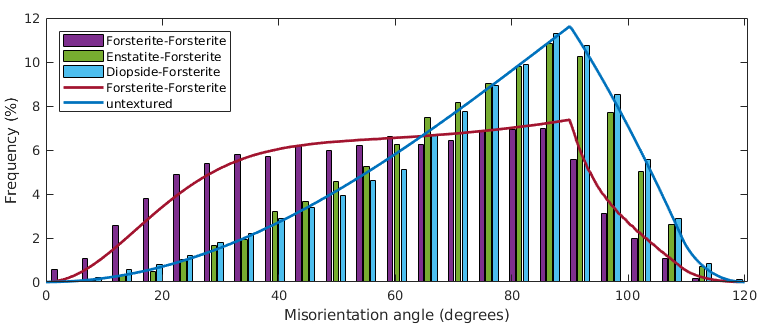 12
10
8
6
4
2
0
Frequency (%)
Forsterite-Forsterite
Enstatite-Forsterite
Diopside-Forsterite
Forsterite-Forsterite
untextured
0 20 40 60 80 100 120
Misorientation angle (degrees)